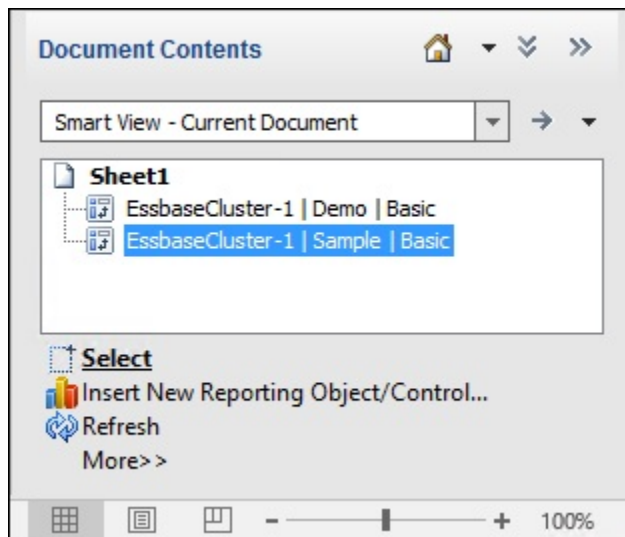 Document Contents
Smart View - Current Document
Sheet1
EssbaseCluster-1 | Demo | Basic
EssbaseCluster-1 | Sample | Basic
Select
Insert New Reporting Object/Control...
Refresh
More>>
100%